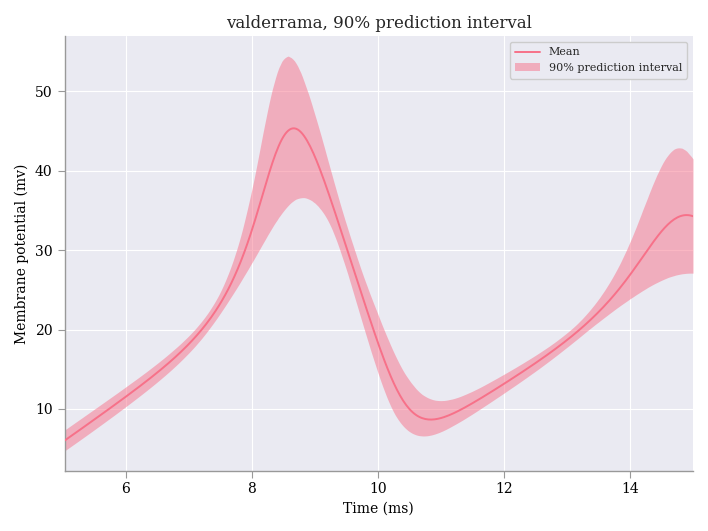 valderrama, 90% prediction interval
Mean
90% prediction interval
Membrane potential (mv)
50
40
30
20
10
6
8
10
12
14
Time (ms)